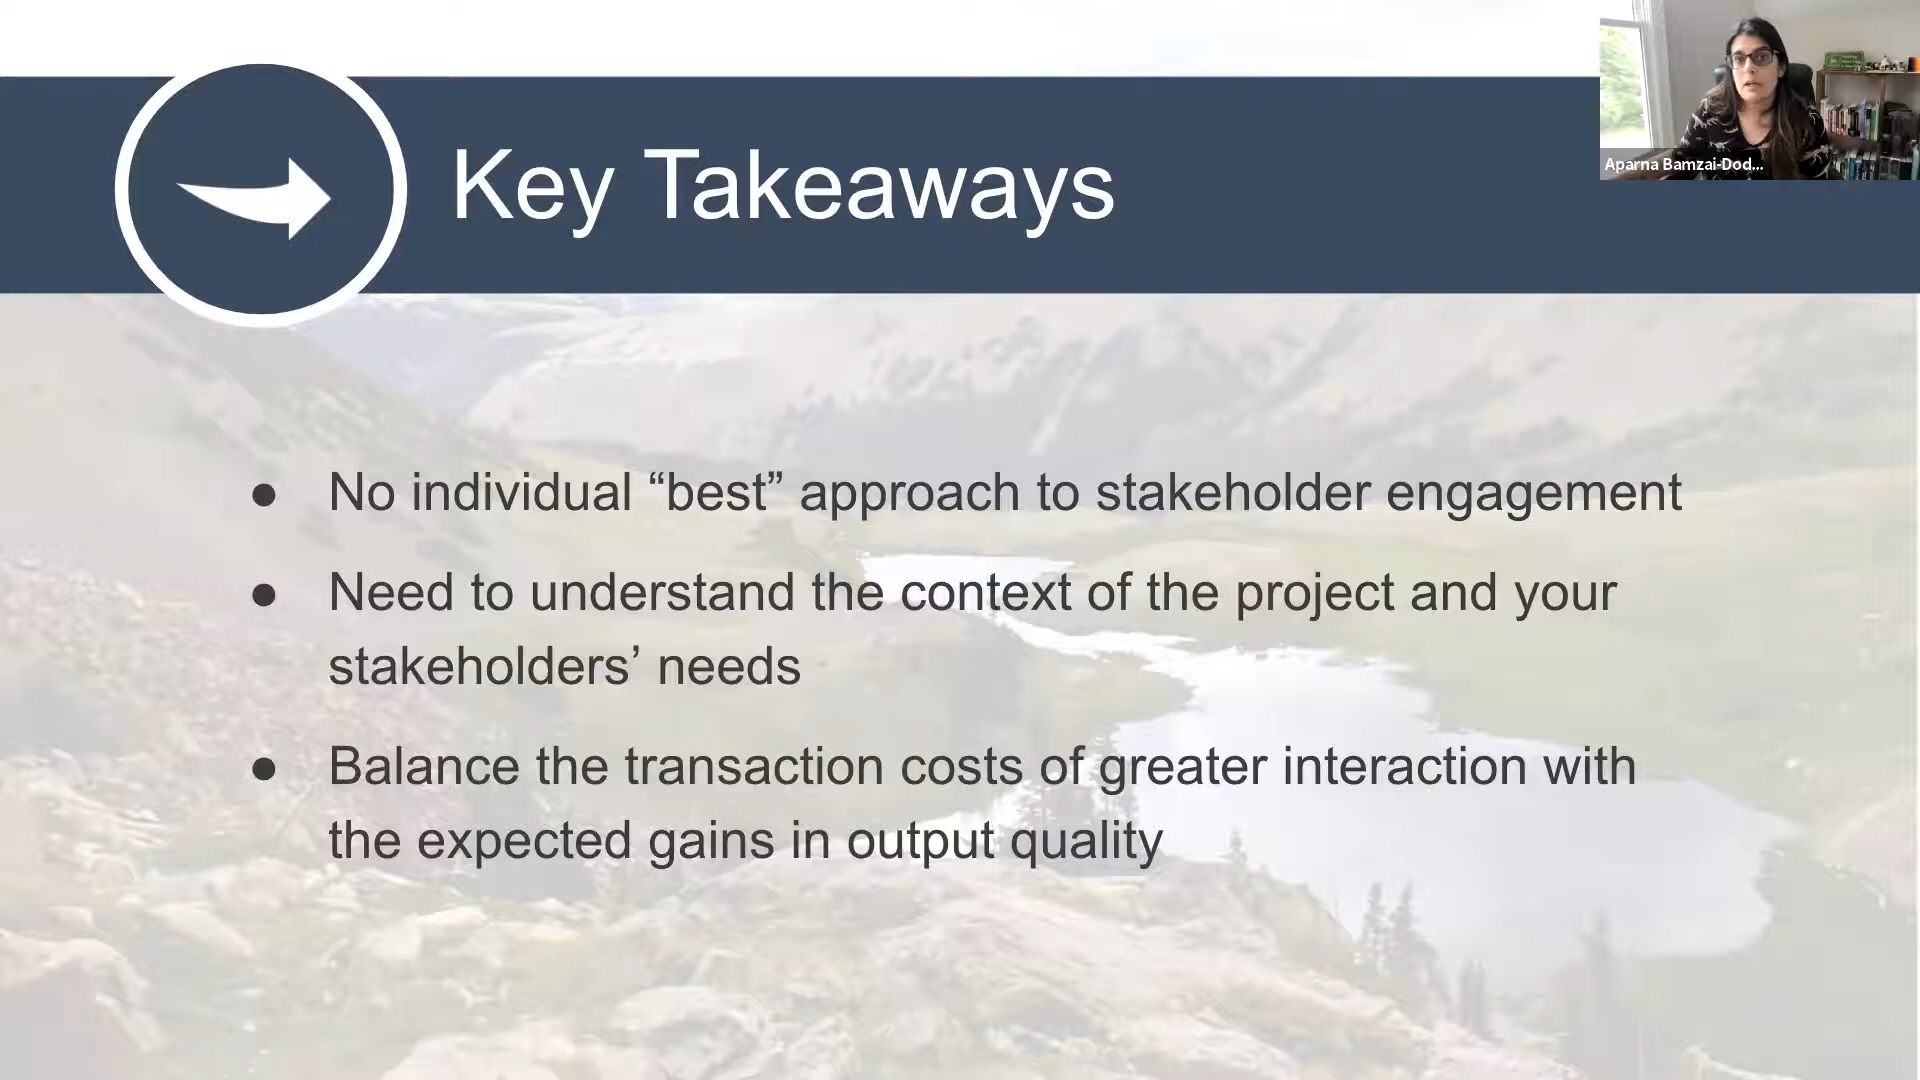 Key Takeaways
Aparna Bamzai-Dod...
● No individual “best” approach to stakeholder engagement
● Need to understand the context of the project and your
stakeholders’ needs
● Balance the transaction costs of greater interaction with
the expected gains in output quality